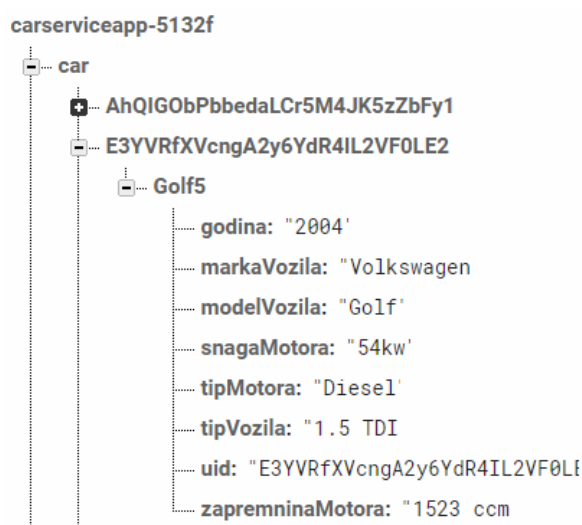 carserviceapp-5132f
car
AhQIGObPbbedaLCr5M4JK5zZbFy1
E3YVRfXVcngA2y6YdR4IL2VF0LE2
Golf5
godina: "2004'
markaVozila: "Volkswagen
modelVozila: "Golf'
snagaMotora: "54kw'
tipMotora: "Diesel'
tipVozila: "1.5 TDI
uid: "E3YVRfXVcngA2y6YdR4IL2VF0LE
zapremninaMotora: "1523 ccm